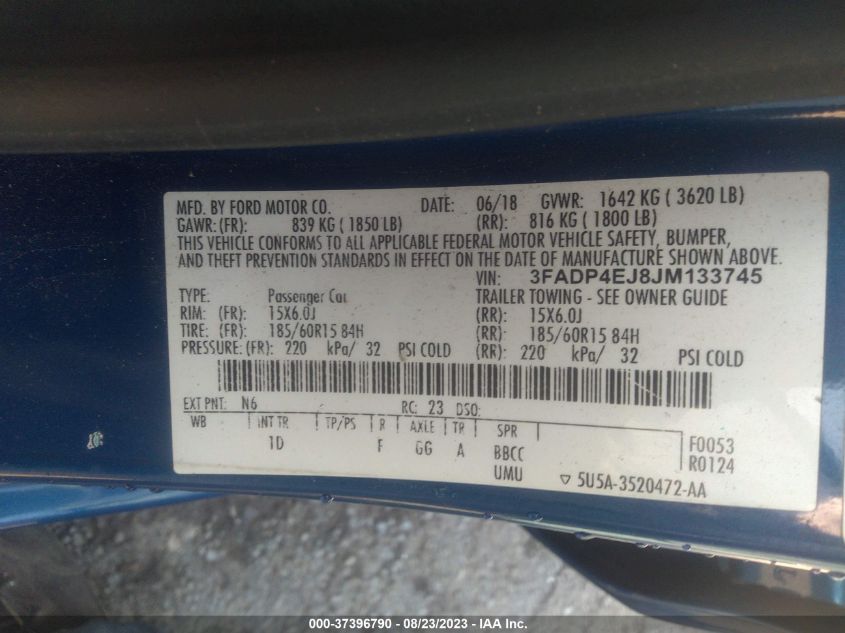 MFD. BY FORD MOTOR CO. DATE: 06/18 GVWR: 1642 KG ( 3620 LB)
GAWR: (FR): 839 KG ( 1850 LB) (RR): 816 KG ( 1800 LB)
THIS VEHICLE CONFORMS TO ALL APPLICABLE FEDERAL MOTOR VEHICLE SAFETY, BUMPER,
AND THEFT PREVENTION STANDARDS IN EFFECT ON THE DATE OF MANUFACTURE SHOWN ABOVE.
VIN: 3FADP4EJ8JM133745
TYPE: Passenger Car TRAILER TOWING - SEE OWNER GUIDE
RIM: (FR): 15X6.0J (RR): 15X6.0J
TIRE: (FR): 185/60R15 84H (RR): 185/60R15 84H
PRESSURE: (FR): 220 kPa/ 32 PSI COLD (RR): 220 kPa/ 32 PSI COLD
EXT PNT: N6 RC: 23 DSO:
WB INT TR TP/PS R AXLE TR SPR
1D F GG A BBCC
UMU
F0053
R0124
▽ 5U5A-3520472-AA
000-37396790 - 08/23/2023 - IAAI.com/Inc.